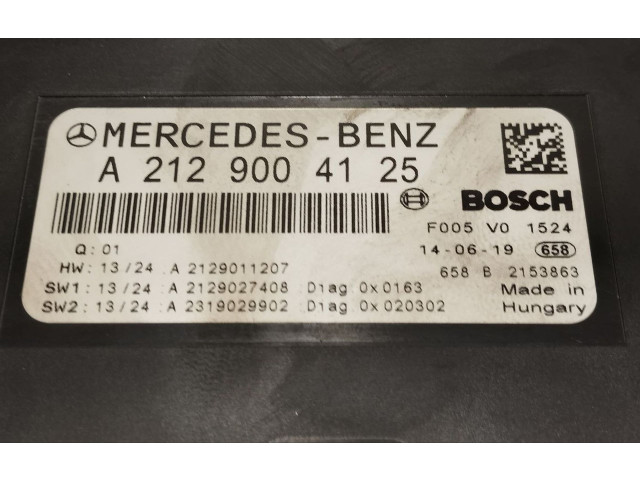 MERCEDES-BENZ
A 212 900 41 25
BOSCH
F005 V0 1524
Q: 01
14-06-19 658
HW: 13/24 A 2129011207
658 B 2153863
SW1: 13/24 A 2129027408 Diag 0x0163
Made in
SW2: 13/24 A 2319029902 Diag 0x020302
Hungary